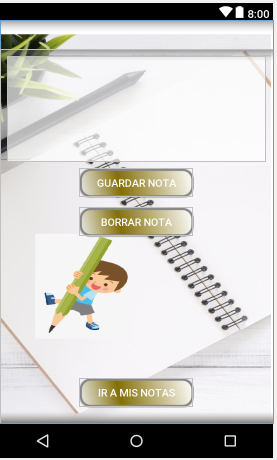 8:00
GUARDAR NOTA
BORRAR NOTA
IR A MIS NOTAS